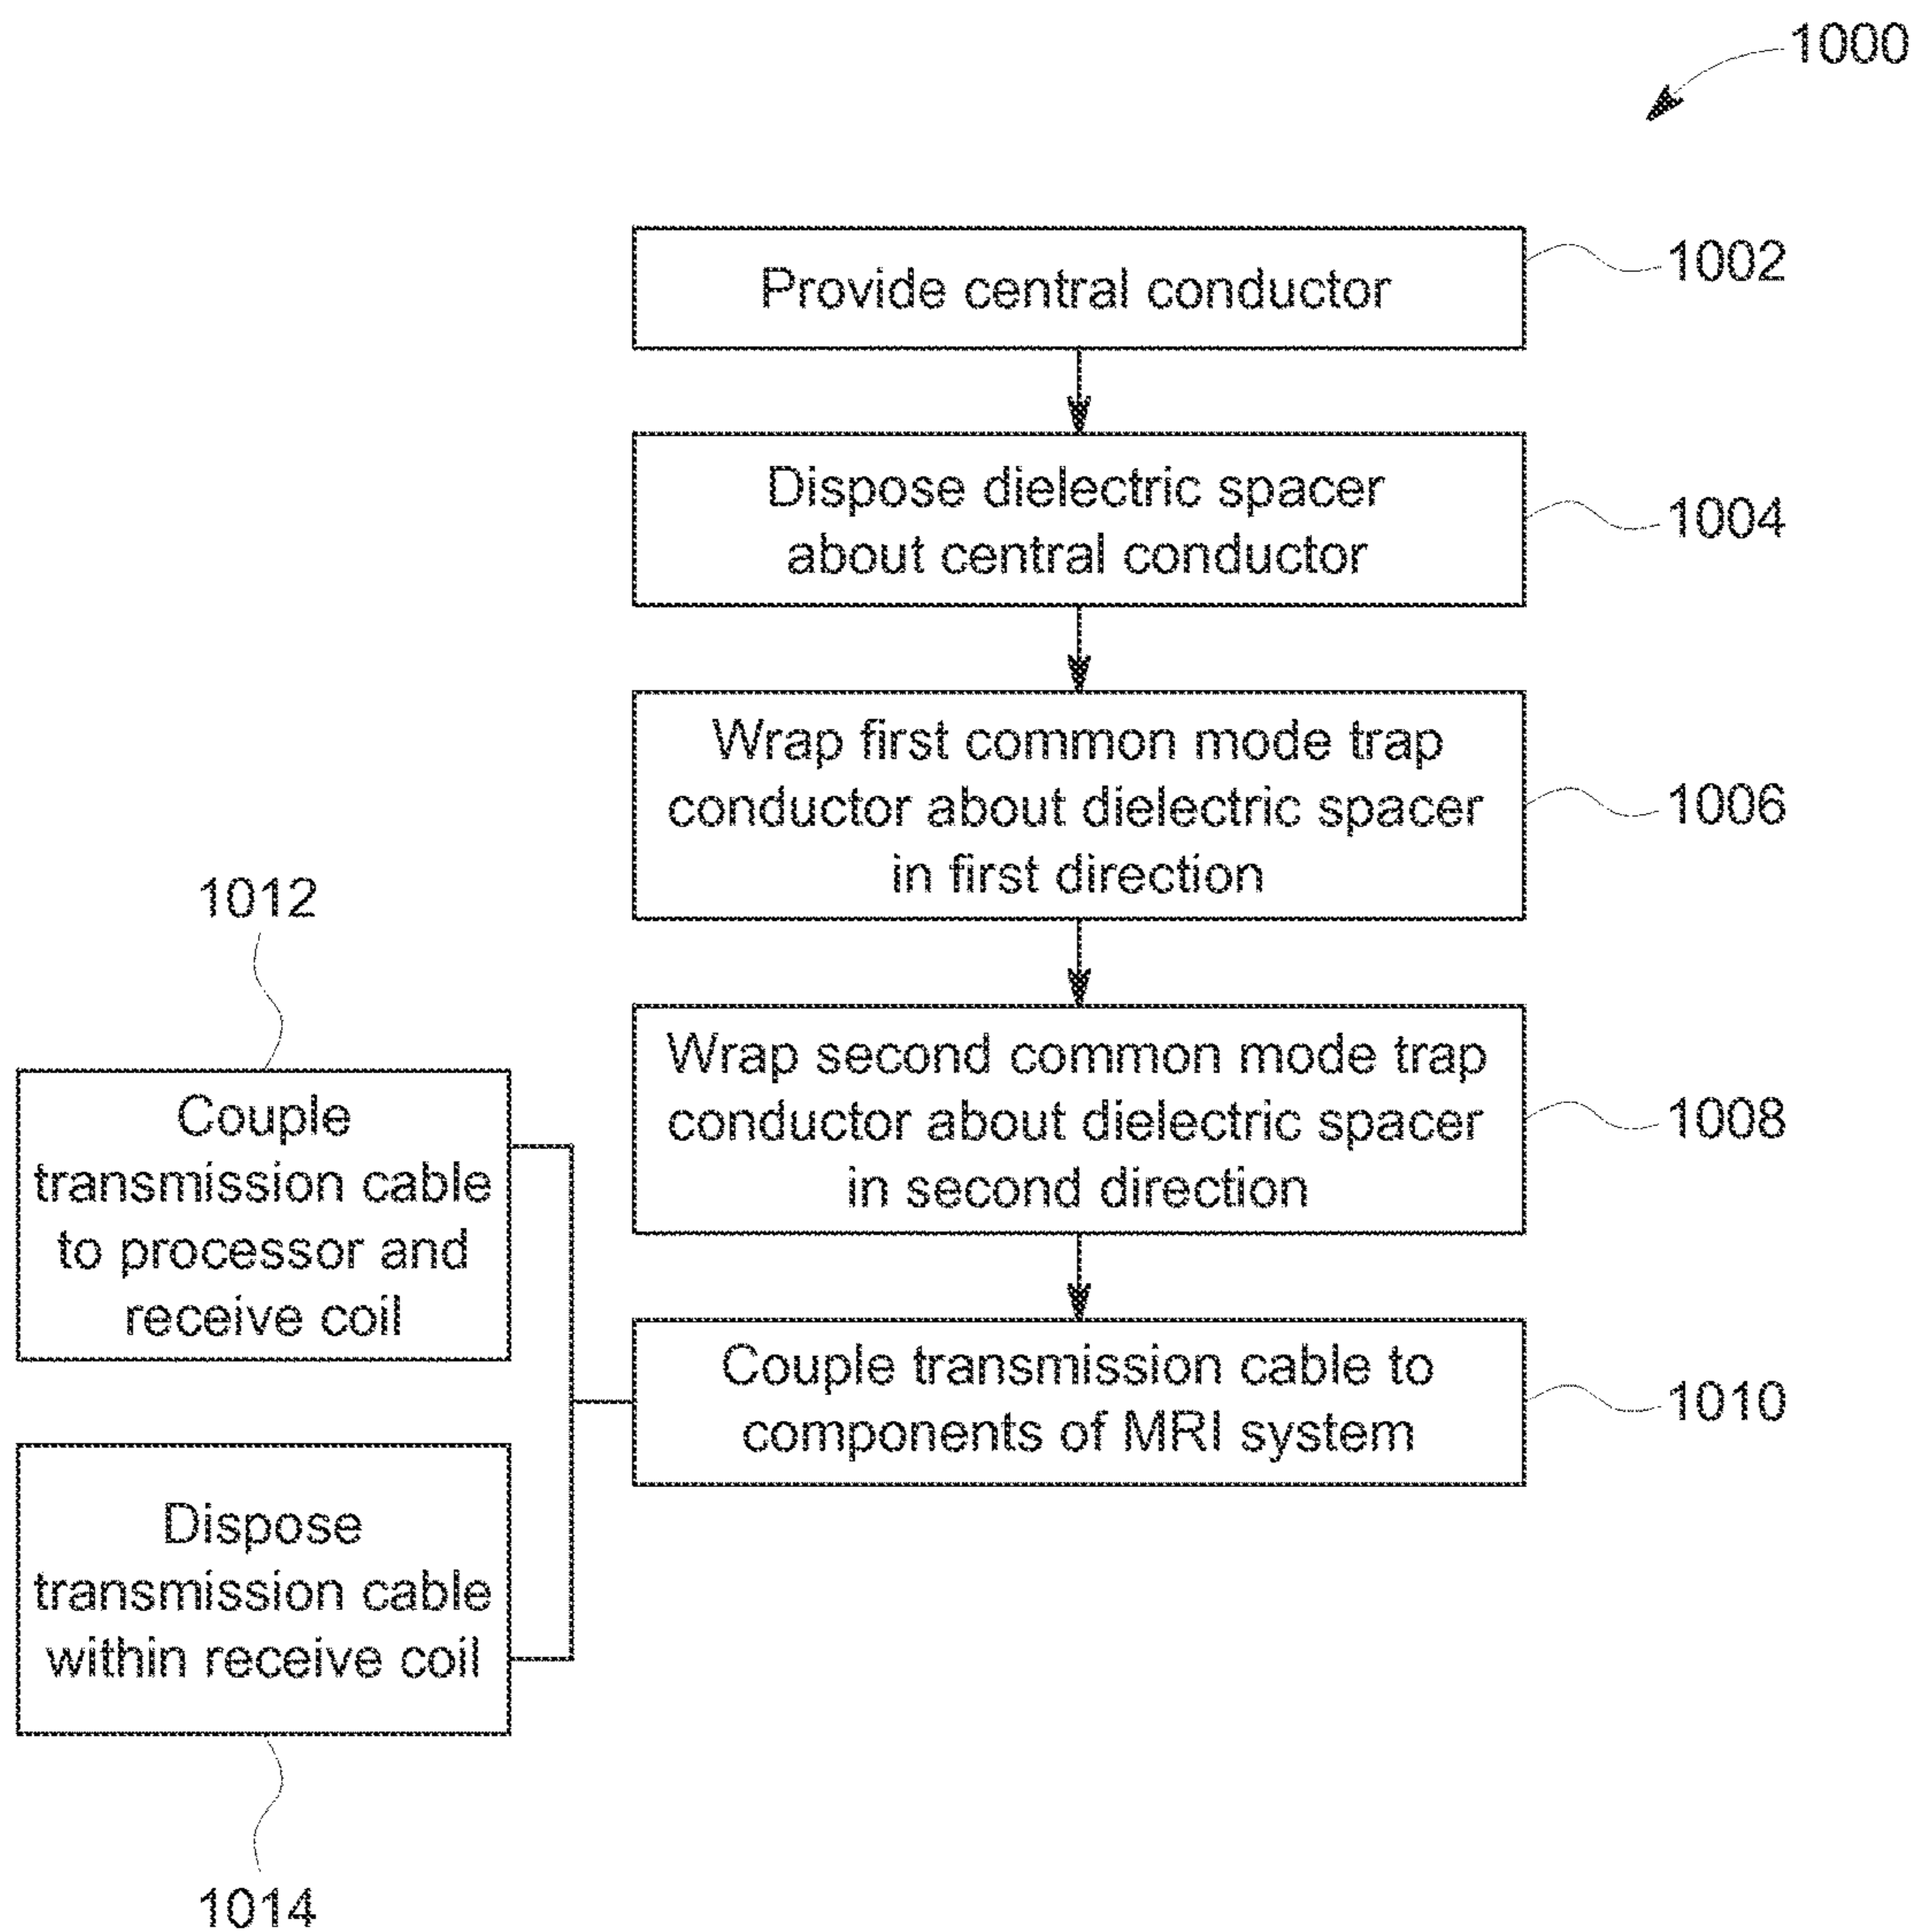 1000
Provide central conductor
1002
Dispose dielectric spacer
about central conductor
1004
Wrap first common mode trap
conductor about dielectric spacer
in first direction
1006
Wrap second common mode trap
conductor about dielectric spacer
in second direction
1008
Couple transmission cable to
components of MRI system
1010
1012
Couple
transmission cable
to processor and
receive coil
Dispose
transmission cable
within receive coil
1014